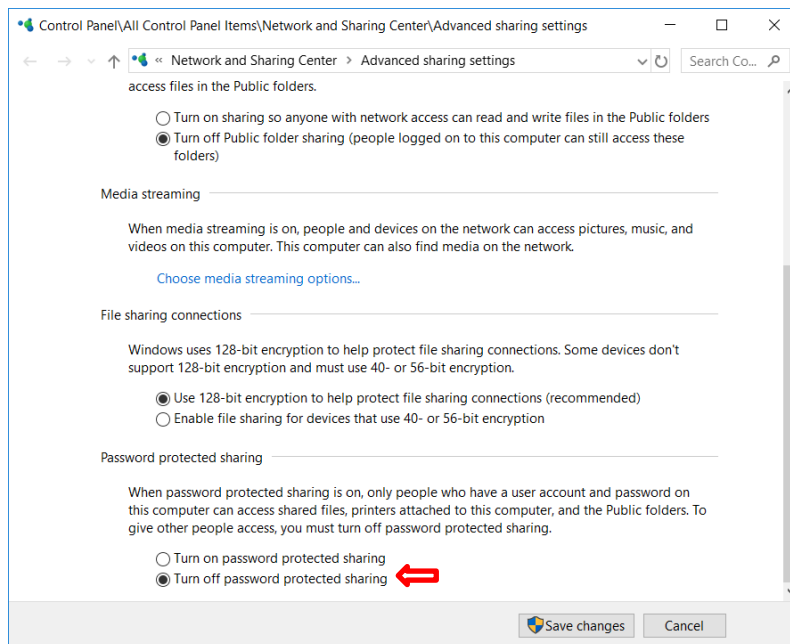 Control Panel\All Control Panel Items\Network and Sharing Center\Advanced sharing settings
« Network and Sharing Center > Advanced sharing settings
Search Co...
access files in the Public folders.
Turn on sharing so anyone with network access can read and write files in the Public folders
Turn off Public folder sharing (people logged on to this computer can still access these
folders)
Media streaming
When media streaming is on, people and devices on the network can access pictures, music, and
videos on this computer. This computer can also find media on the network.
Choose media streaming options...
File sharing connections
Windows uses 128-bit encryption to help protect file sharing connections. Some devices don't
support 128-bit encryption and must use 40- or 56-bit encryption.
Use 128-bit encryption to help protect file sharing connections (recommended)
Enable file sharing for devices that use 40- or 56-bit encryption
Password protected sharing
When password protected sharing is on, only people who have a user account and password on
this computer can access shared files, printers attached to this computer, and the Public folders. To
give other people access, you must turn off password protected sharing.
Turn on password protected sharing
Turn off password protected sharing
Save changes
Cancel